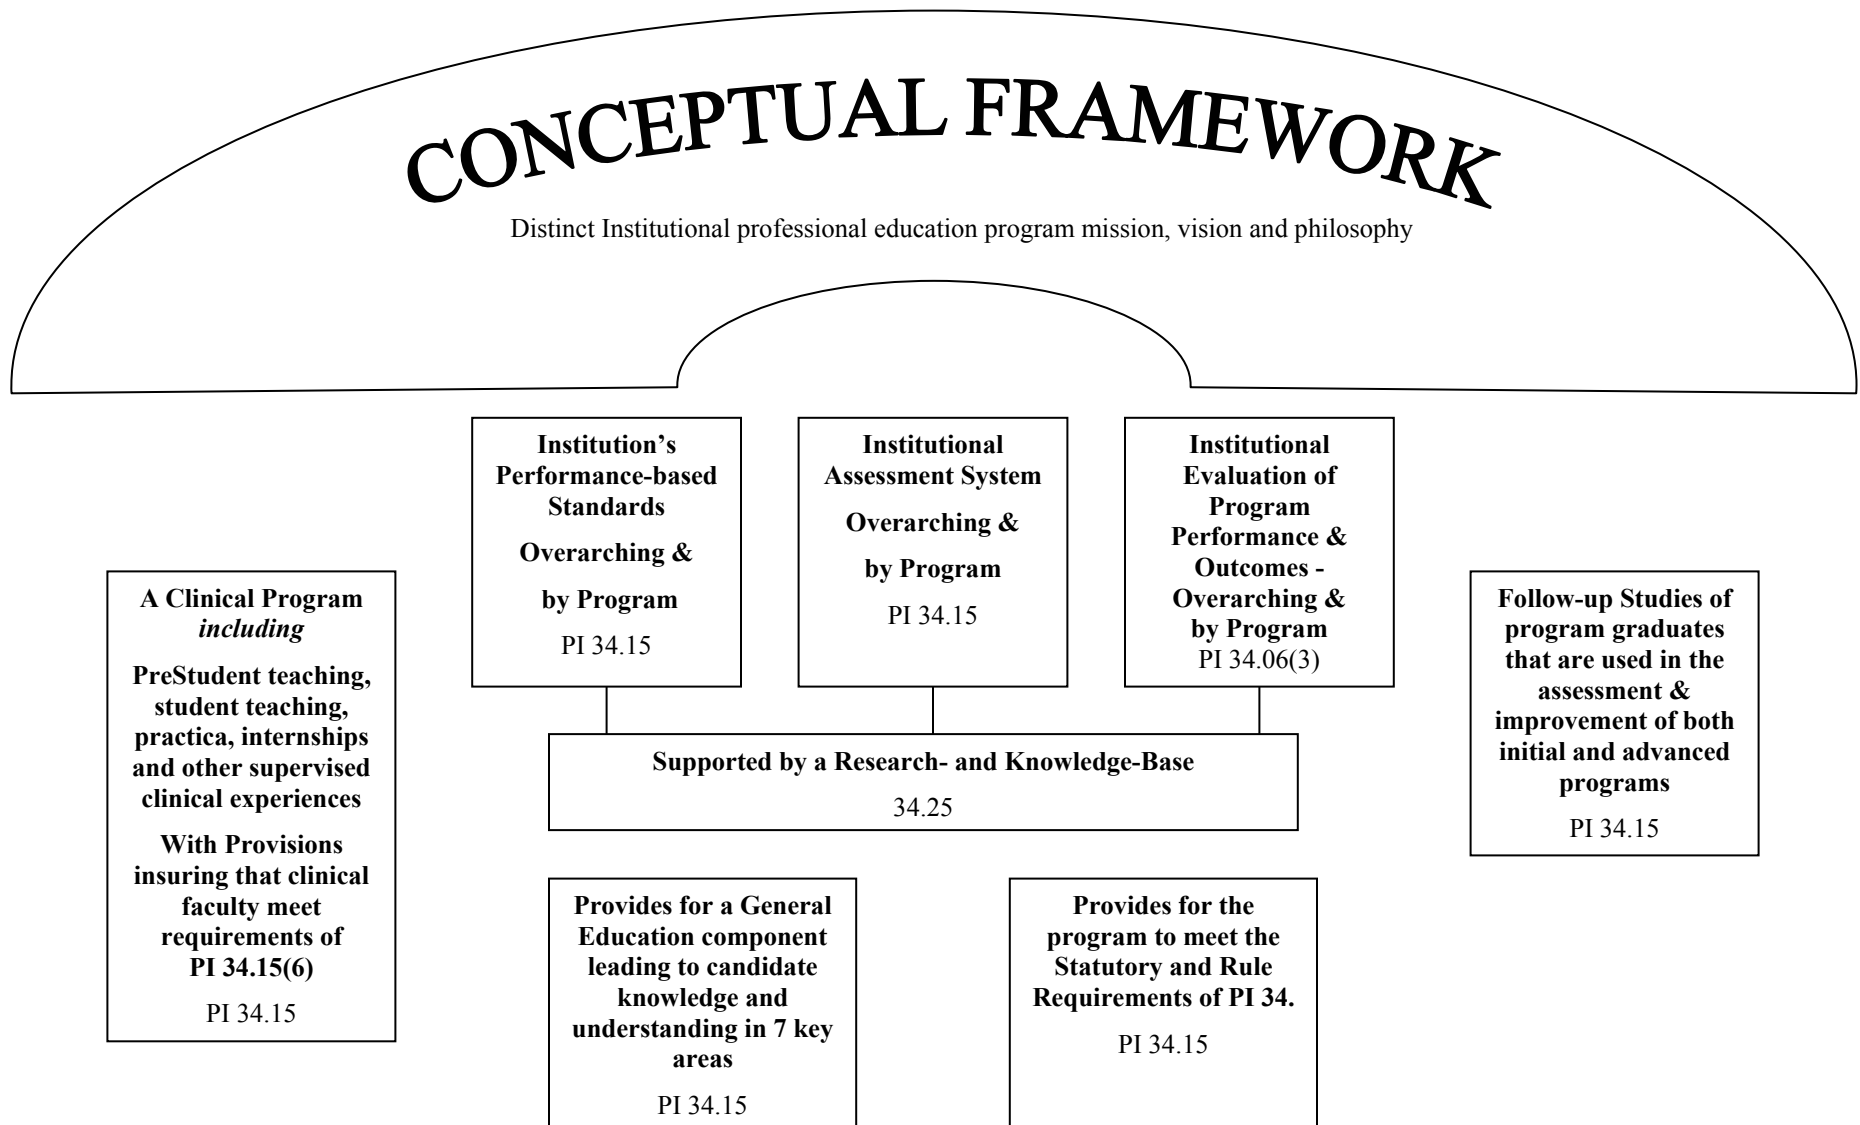 CONCEPTUAL FRAMEWORK
Distinct Institutional professional education program mission, vision and philosophy
Institution’s
Performance-based
Standards
Overarching &
by Program
PI 34.15
Institutional
Assessment System
Overarching &
by Program
PI 34.15
Institutional
Evaluation of
Program
Performance &
Outcomes -
Overarching &
by Program
PI 34.06(3)
A Clinical Program
including
PreStudent teaching,
student teaching,
practica, internships
and other supervised
clinical experiences
With Provisions
insuring that clinical
faculty meet
requirements of
PI 34.15(6)
PI 34.15
Follow-up Studies of
program graduates
that are used in the
assessment &
improvement of both
initial and advanced
programs
PI 34.15
Supported by a Research- and Knowledge-Base
34.25
Provides for a General
Education component
leading to candidate
knowledge and
understanding in 7 key
areas
PI 34.15
Provides for the
program to meet the
Statutory and Rule
Requirements of PI 34.
PI 34.15